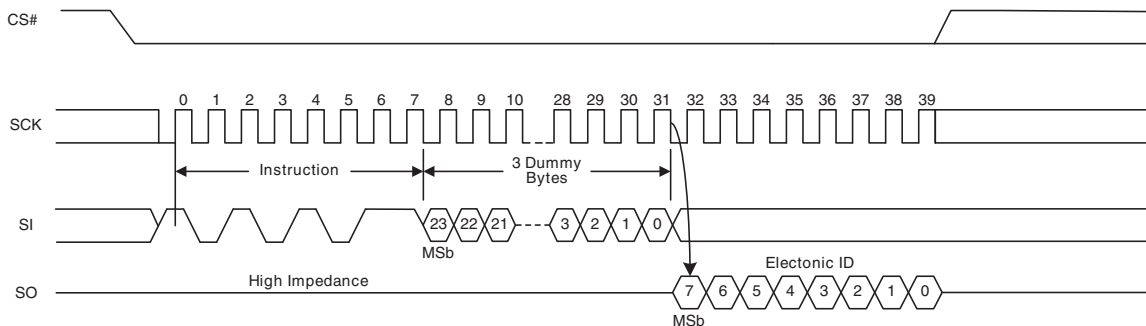 CS#
0 1 2 3 4 5 6 7 8 9 10 28 29 30 31 32 33 34 35 36 37 38 39
SCK
Instruction
3 Dummy
Bytes
SI
23 22 21 3 2 1 0
MSb
High Impedance
Electonic ID
SO
7 6 5 4 3 2 1 0
MSb